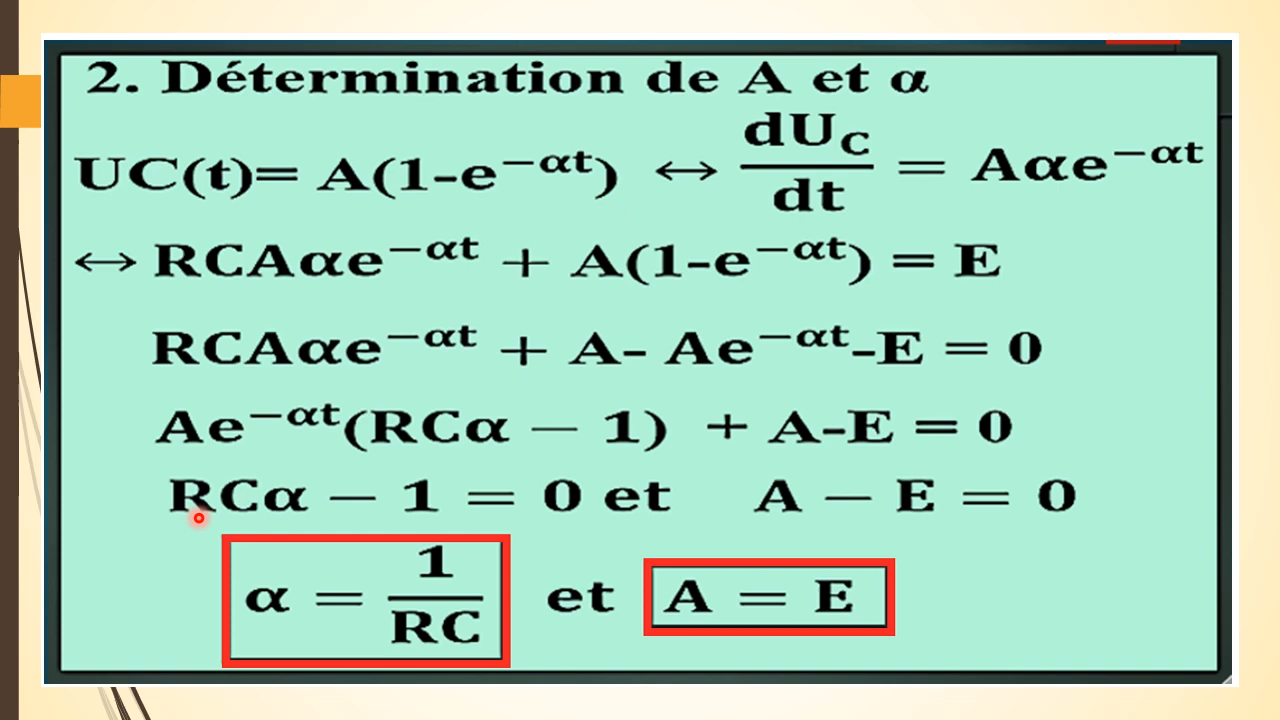 2. Détermination de A et α
UC(t)= A(1-e^{−αt}) ↔ dU_C/dt = Aαe^{−αt}
↔ RCAαe^{−αt} + A(1-e^{−αt}) = E
RCAαe^{−αt} + A- Ae^{−αt}-E = 0
Ae^{−αt}(RCα − 1) + A-E = 0
RCα − 1 = 0 et A − E = 0
α = 1/RC et A = E